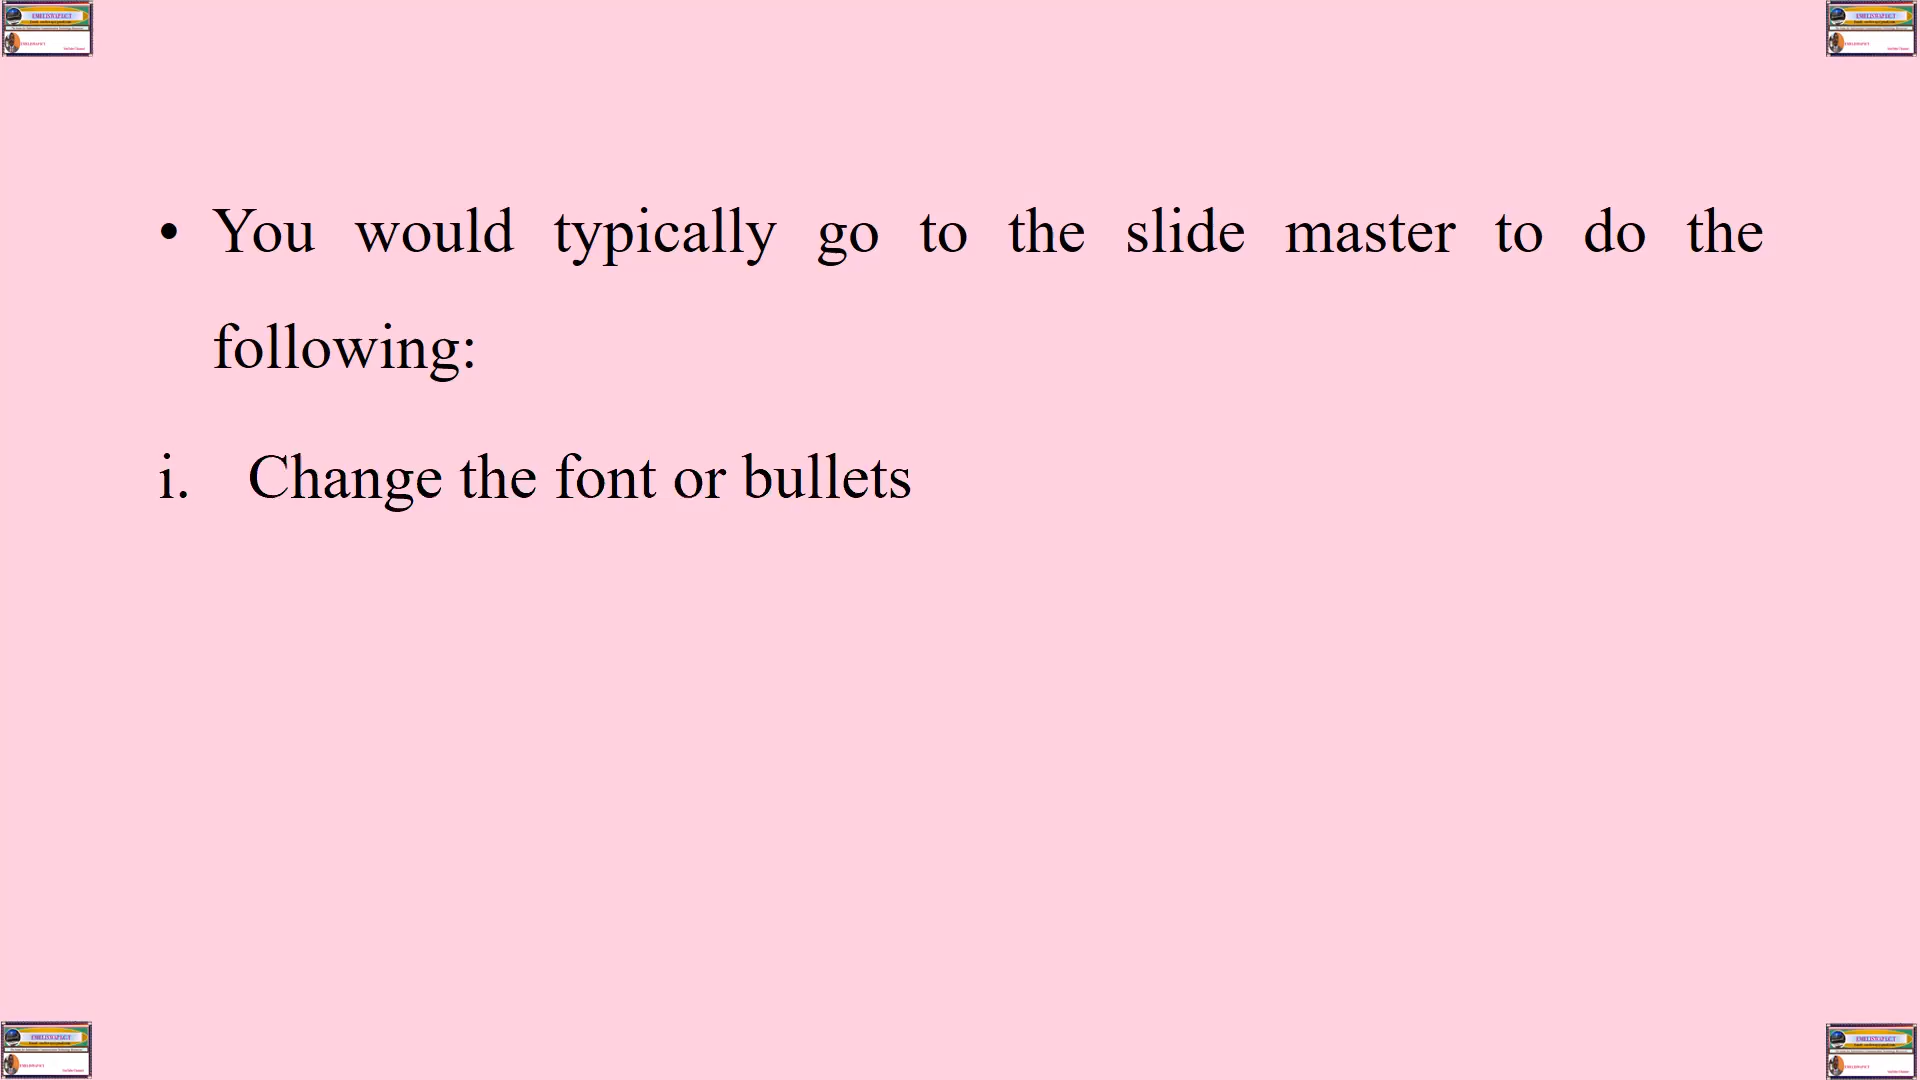 • You would typically go to the slide master to do the
following:
i. Change the font or bullets